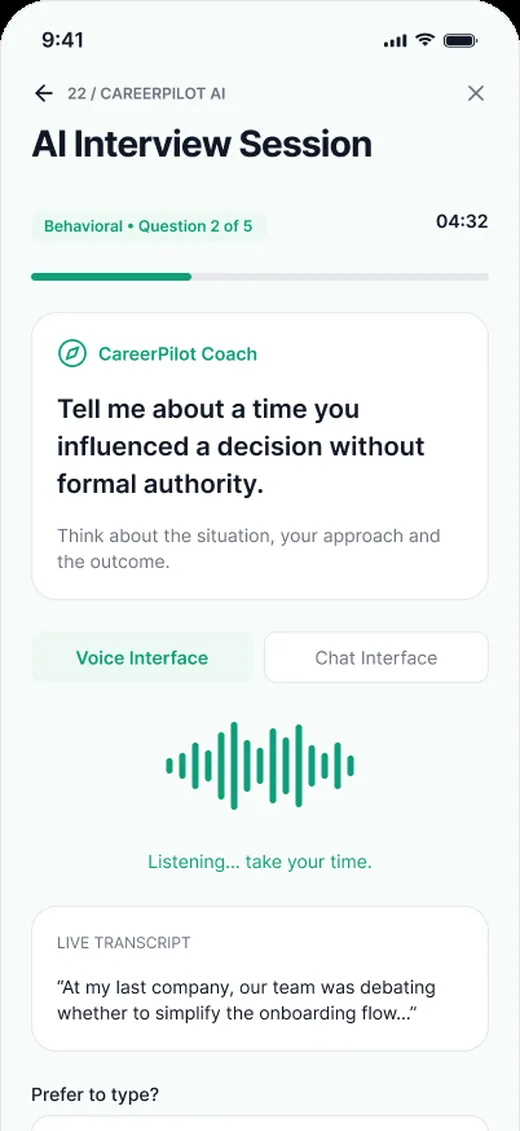 9:41
22 / CAREERPILOT AI
AI Interview Session
Behavioral • Question 2 of 5
04:32
CareerPilot Coach
Tell me about a time you
influenced a decision without
formal authority.
Think about the situation, your approach and
the outcome.
Voice Interface
Chat Interface
Listening... take your time.
LIVE TRANSCRIPT
“At my last company, our team was debating
whether to simplify the onboarding flow...”
Prefer to type?